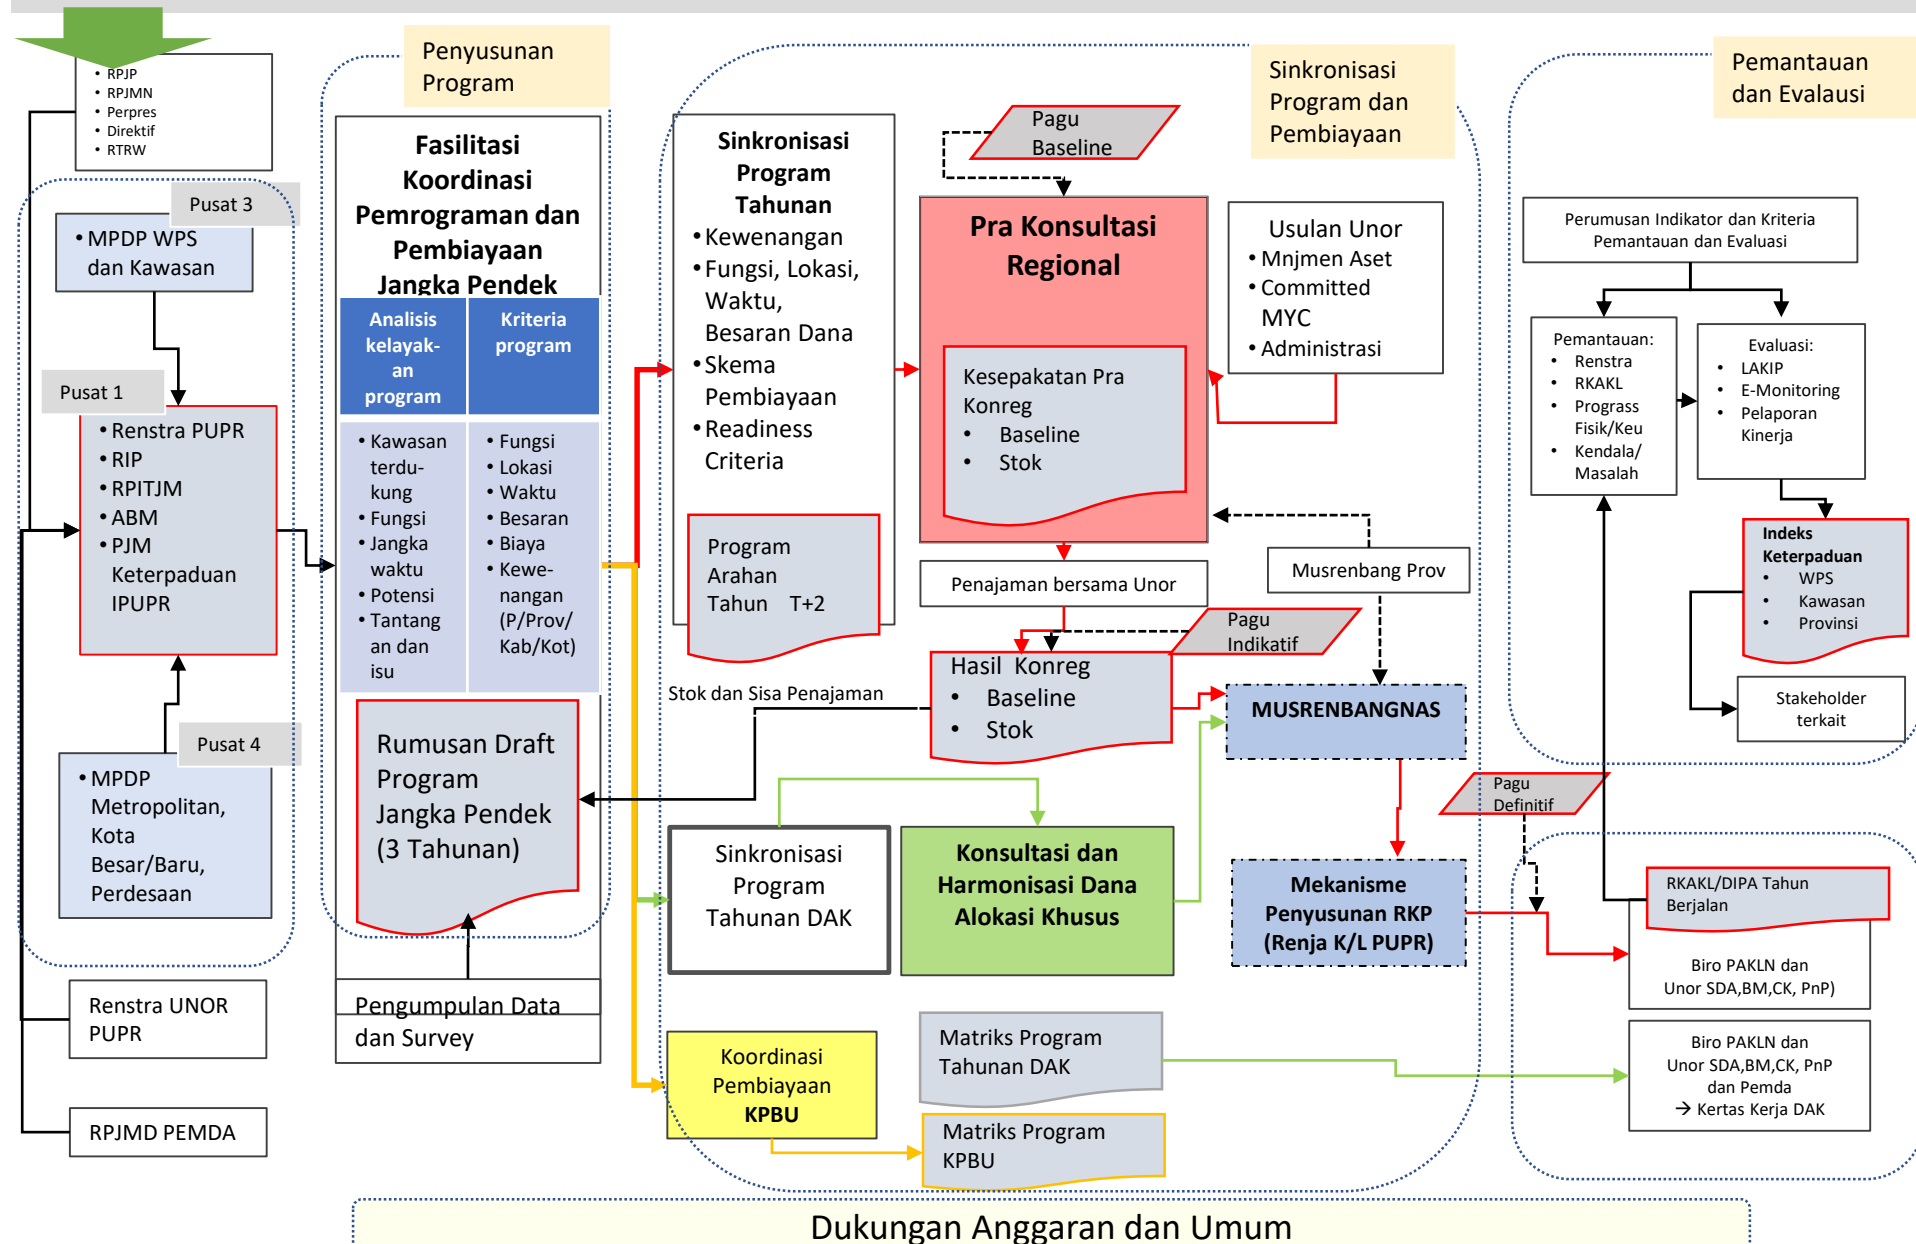 • RPJP
• RPJMN
• Perpres
• Direktif
• RTRW
Pusat 3
• MPDP WPS
dan Kawasan
Pusat 1
• Renstra PUPR
• RIP
• RPITJM
• ABM
• PJM
Keterpaduan
IPUPR
Pusat 4
• MPDP
Metropolitan,
Kota
Besar/Baru,
Perdesaan
Renstra UNOR
PUPR
RPJMD PEMDA
Penyusunan
Program
Fasilitasi
Koordinasi
Pemrograman dan
Pembiayaan
Jangka Pendek
Analisis
kelayak-
an
program
Kriteria
program
• Kawasan
terdu-
kung
• Fungsi
• Jangka
waktu
• Potensi
• Tantang
an dan
isu
• Fungsi
• Lokasi
• Waktu
• Besaran
• Biaya
• Kewe-
nangan
(P/Prov/
Kab/Kot)
Rumusan Draft
Program
Jangka Pendek
(3 Tahunan)
Pengumpulan Data
dan Survey
Sinkronisasi
Program dan
Pembiayaan
Sinkronisasi
Program
Tahunan
• Kewenangan
• Fungsi, Lokasi,
Waktu,
Besaran Dana
• Skema
Pembiayaan
• Readiness
Criteria
Program
Arahan
Tahun T+2
Pagu
Baseline
Pra Konsultasi
Regional
Kesepakatan Pra
Konreg
• Baseline
• Stok
Usulan Unor
• Mnjmen Aset
• Committed
MYC
• Administrasi
Penajaman bersama Unor
Musrenbang Prov
Pagu
Indikatif
Hasil Konreg
• Baseline
• Stok
Stok dan Sisa Penajaman
MUSRENBANGNAS
Sinkronisasi
Program
Tahunan DAK
Konsultasi dan
Harmonisasi Dana
Alokasi Khusus
Mekanisme
Penyusunan RKP
(Renja K/L PUPR)
Koordinasi
Pembiayaan
KPBU
Matriks Program
Tahunan DAK
Matriks Program
KPBU
Pemantauan
dan Evalausi
Perumusan Indikator dan Kriteria
Pemantauan dan Evaluasi
Pemantauan:
• Renstra
• RKAKL
• Prograss
Fisik/Keu
• Kendala/
Masalah
Evaluasi:
• LAKIP
• E-Monitoring
• Pelaporan
Kinerja
Indeks
Keterpaduan
• WPS
• Kawasan
• Provinsi
Stakeholder
terkait
Pagu
Definitif
RKAKL/DIPA Tahun
Berjalan
Biro PAKLN dan
Unor SDA,BM,CK, PnP)
Biro PAKLN dan
Unor SDA,BM,CK, PnP
dan Pemda
→ Kertas Kerja DAK
Dukungan Anggaran dan Umum